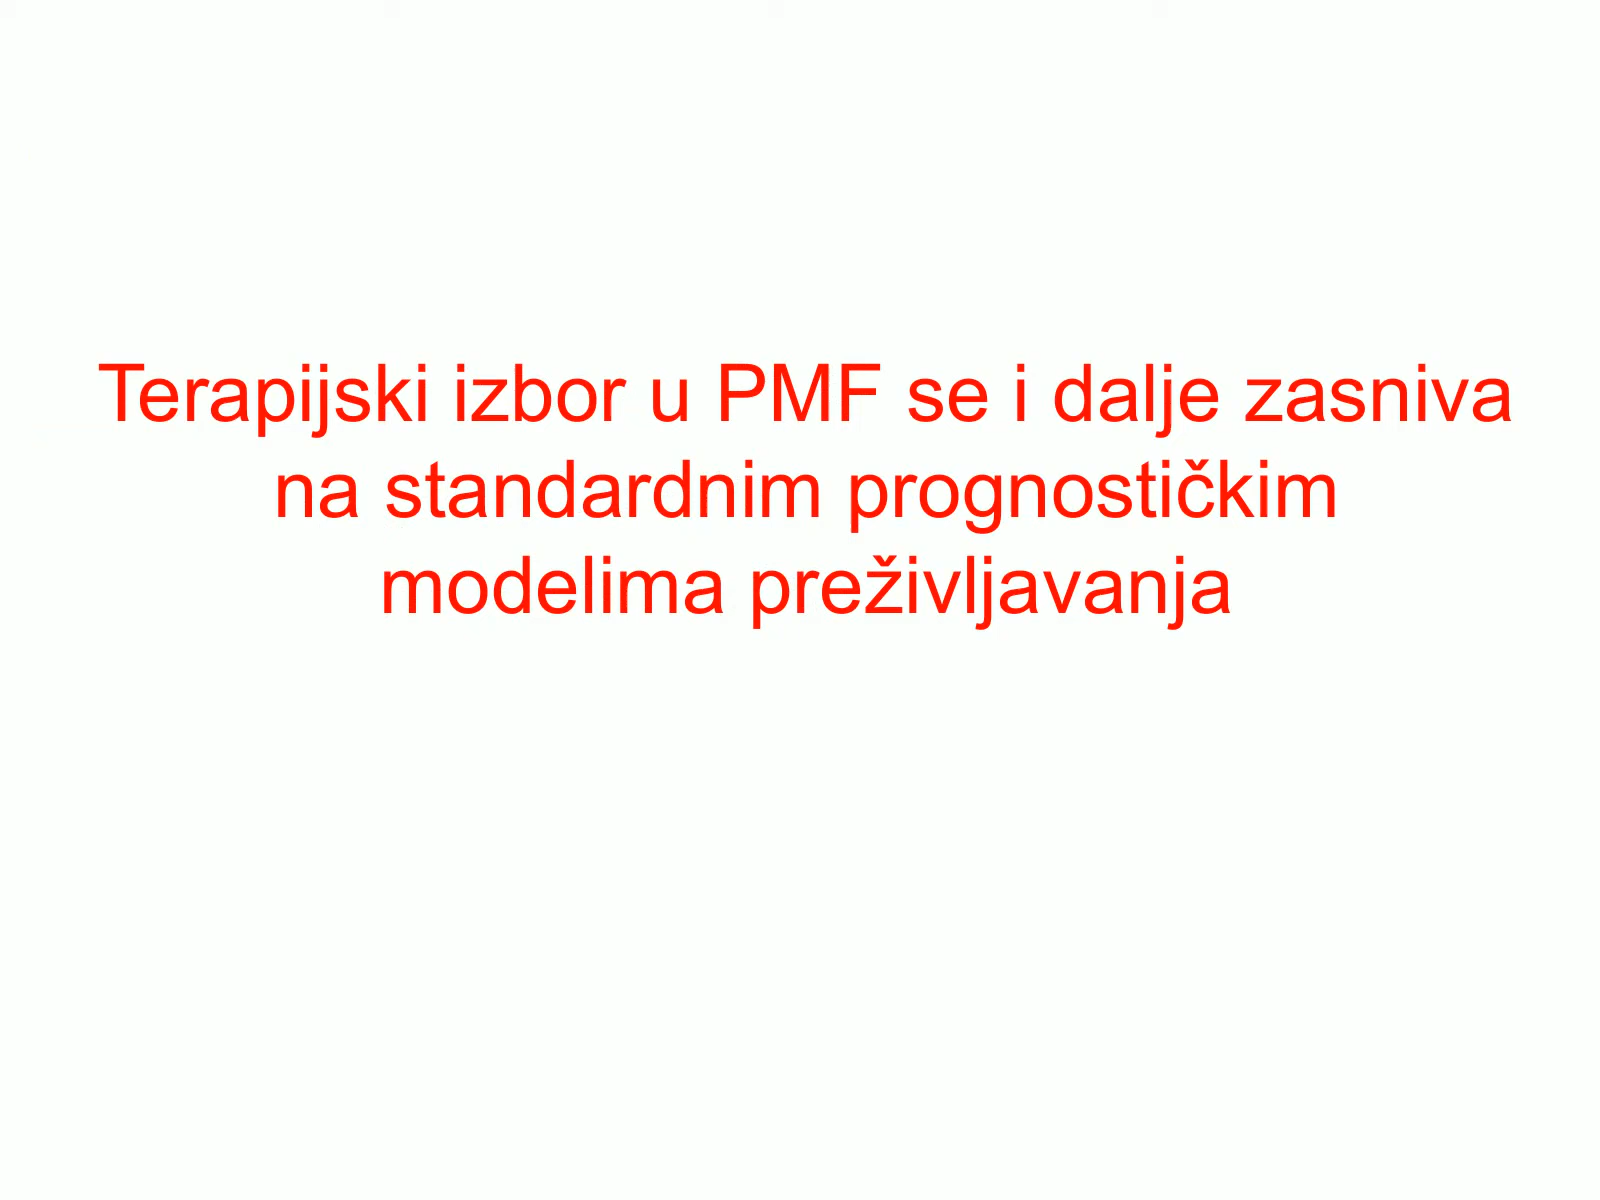 Terapijski izbor u PMF se i dalje zasniva
na standardnim prognostičkim
modelima preživljavanja